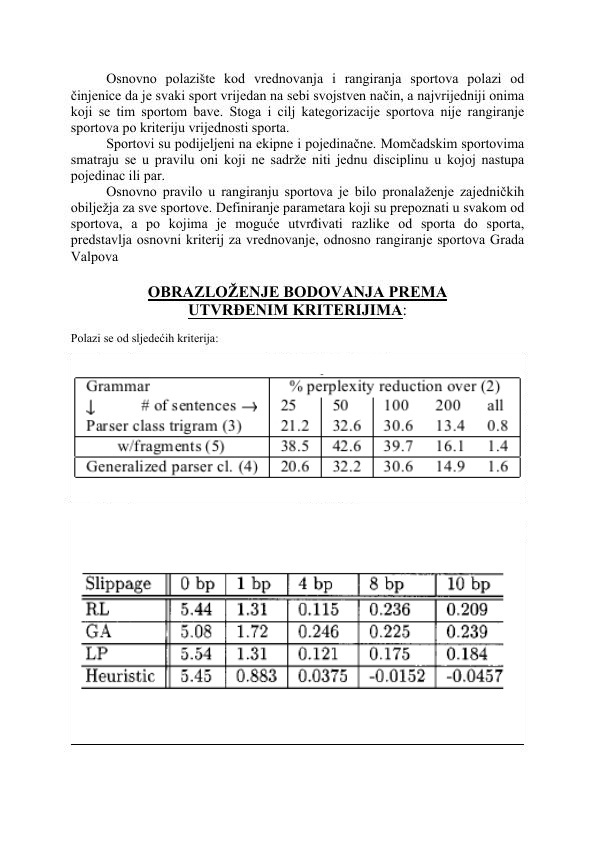 Osnovno polazište kod vrednovanja i rangiranja sportova polazi od
činjenice da je svaki sport vrijedan na sebi svojstven način, a najvrijedniji onima
koji se tim sportom bave. Stoga i cilj kategorizacije sportova nije rangiranje
sportova po kriteriju vrijednosti sporta.
Sportovi su podijeljeni na ekipne i pojedinačne. Momčadskim sportovima
smatraju se u pravilu oni koji ne sadrže niti jednu disciplinu u kojoj nastupa
pojedinac ili par.
Osnovno pravilo u rangiranju sportova je bilo pronalaženje zajedničkih
obilježja za sve sportove. Definiranje parametara koji su prepoznati u svakom od
sportova, a po kojima je moguće utvrđivati razlike od sporta do sporta,
predstavlja osnovni kriterij za vrednovanje, odnosno rangiranje sportova Grada
Valpova
OBRAZLOŽENJE BODOVANJA PREMA
UTVRĐENIM KRITERIJIMA:
Polazi se od sljedećih kriterija:
Grammar % perplexity reduction over (2)
↓ # of sentences → 25 50 100 200 all
Parser class trigram (3) 21.2 32.6 30.6 13.4 0.8
w/fragments (5) 38.5 42.6 39.7 16.1 1.4
Generalized parser cl. (4) 20.6 32.2 30.6 14.9 1.6
Slippage 0 bp 1 bp 4 bp 8 bp 10 bp
RL 5.44 1.31 0.115 0.236 0.209
GA 5.08 1.72 0.246 0.225 0.239
LP 5.54 1.31 0.121 0.175 0.184
Heuristic 5.45 0.883 0.0375 -0.0152 -0.0457